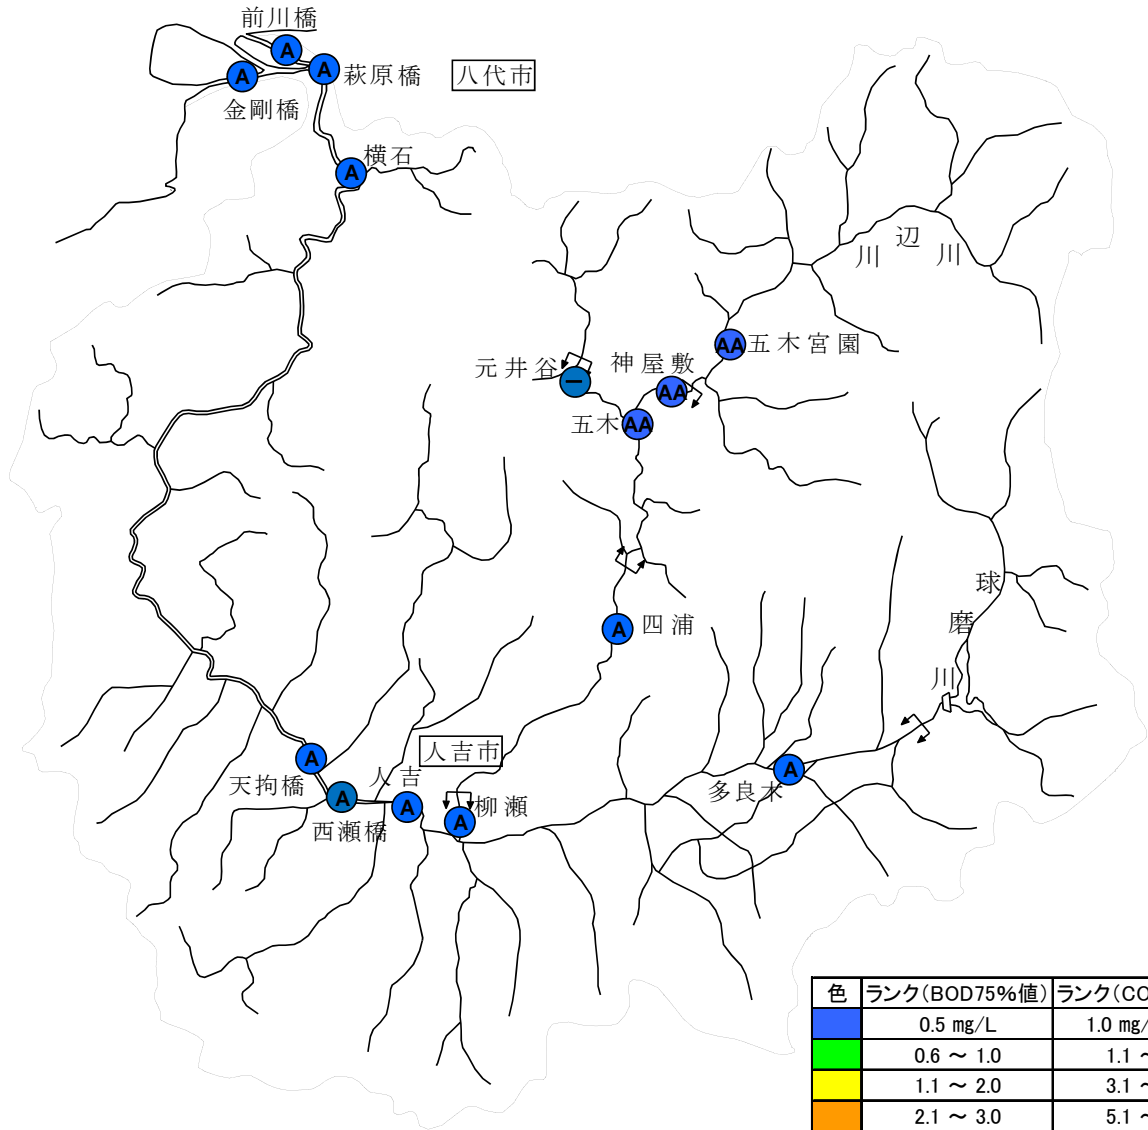 前川橋
A
A
萩原橋
八代市
A
金剛橋
横石
A
川辺川
AA
五木宮園
元井谷
神屋敷
－
AA
五木
AA
球磨川
A
四浦
人吉市
A
天拘橋
人吉
A
多良木
A
西瀬橋
A
柳瀬
A
色 ランク(BOD75%値) ランク(CO
0.5 mg/L 1.0 mg/
0.6 ～ 1.0 1.1 ～
1.1 ～ 2.0 3.1 ～
2.1 ～ 3.0 5.1 ～